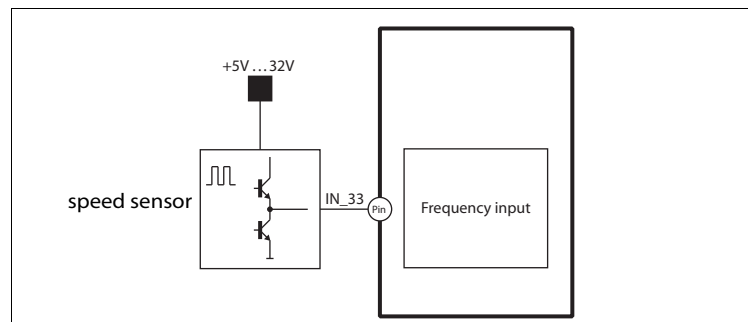 +5V...32V
speed sensor
IN_33
Pin
Frequency input